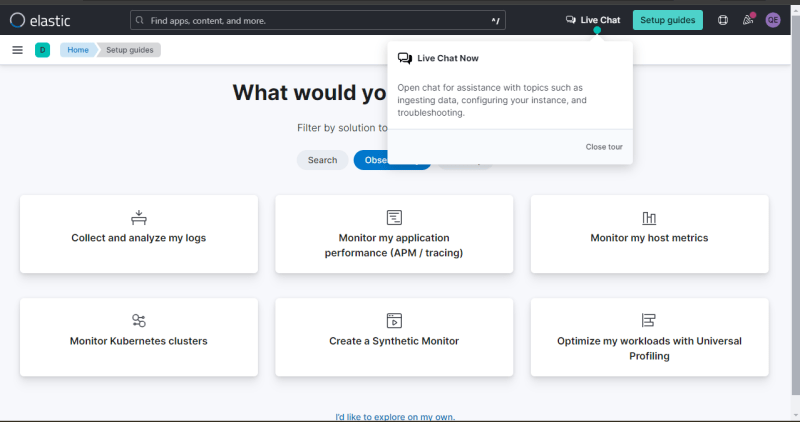 elastic
Find apps, content, and more.
^/
Live Chat
Setup guides
QE
D
Home
Setup guides
Live Chat Now
Open chat for assistance with topics such as
ingesting data, configuring your instance, and
troubleshooting.
Close tour
What would yo
Filter by solution to
Search
Obse
Collect and analyze my logs
Monitor my application
performance (APM / tracing)
Monitor my host metrics
Monitor Kubernetes clusters
Create a Synthetic Monitor
Optimize my workloads with Universal
Profiling
I'd like to explore on my own.